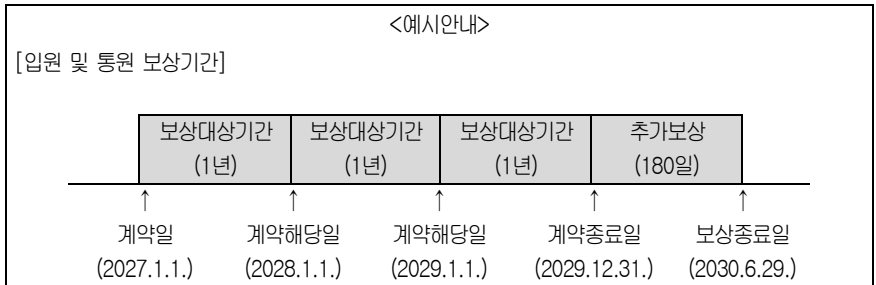 <예시안내>
[입원 및 통원 보상기간]
보상대상기간 보상대상기간 보상대상기간 추가보상
(1년) (1년) (1년) (180일)
↑ ↑ ↑ ↑ ↑
계약일 계약해당일 계약해당일 계약종료일 보상종료일
(2027.1.1.) (2028.1.1.) (2029.1.1.) (2029.12.31.) (2030.6.29.)